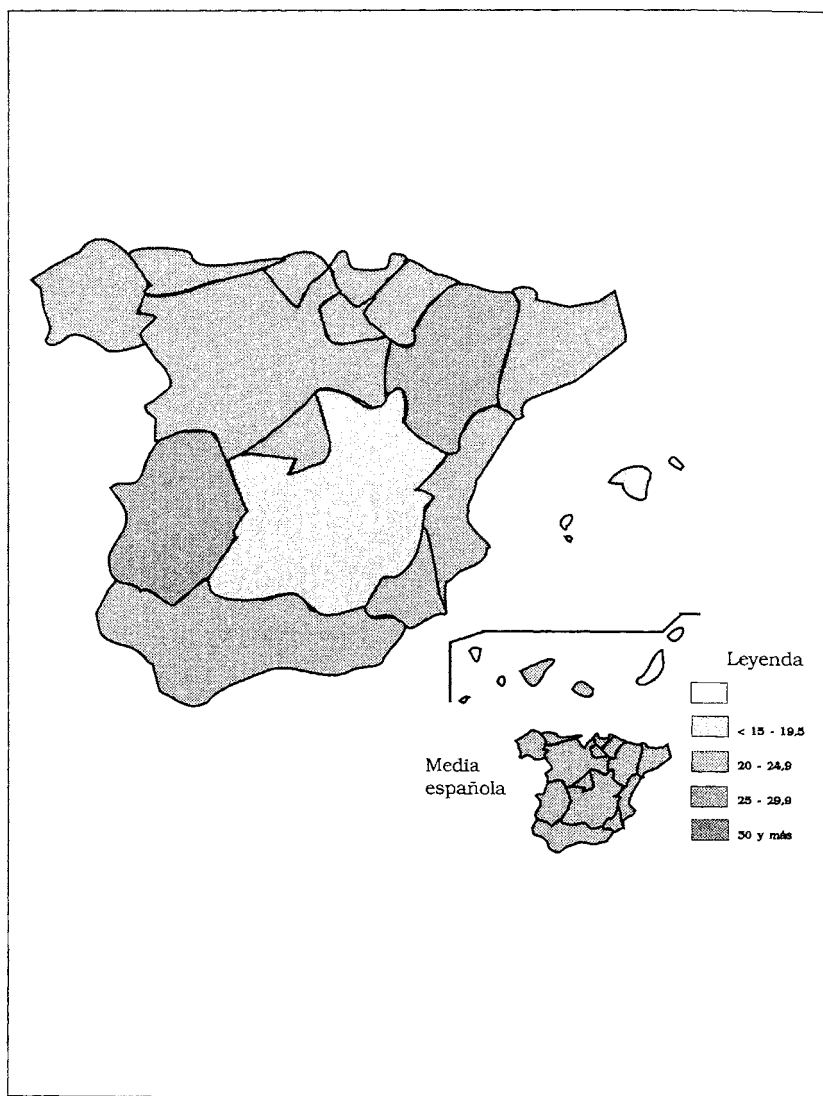 Leyenda
< 15 - 19,5
20 - 24,9
25 - 29,9
30 y más
Media
española